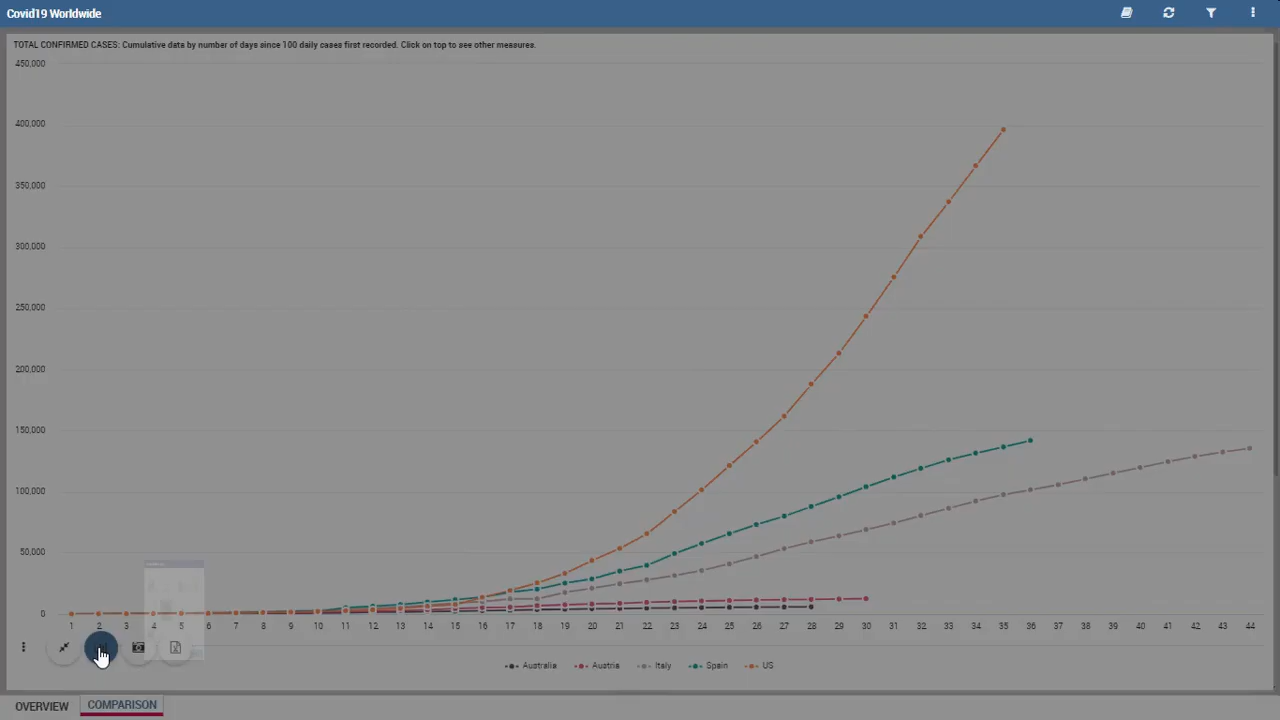 Covid19 Worldwide
TOTAL CONFIRMED CASES: Cumulative data by number of days since 100 daily cases first recorded. Click on top to see other measures.
450,000
400,000
350,000
300,000
250,000
200,000
150,000
100,000
50,000
0
1 2 3 4 5 6 7 8 9 10 11 12 13 14 15 16 17 18 19 20 21 22 23 24 25 26 27 28 29 30 31 32 33 34 35 36 37 38 39 40 41 42 43 44
Australia Austria Italy Spain US
OVERVIEW COMPARISON